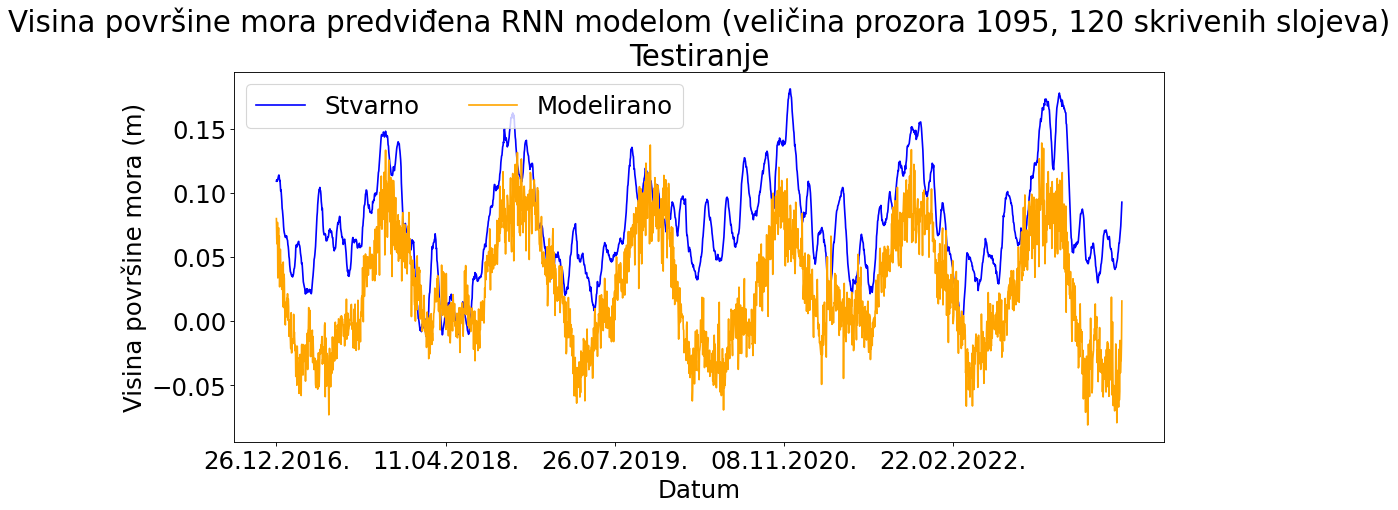 Visina površine mora predviđena RNN modelom (veličina prozora 1095, 120 skrivenih slojeva)
Testiranje
Stvarno Modelirano
Visina površine mora (m)
0.15
0.10
0.05
0.00
−0.05
26.12.2016. 11.04.2018. 26.07.2019. 08.11.2020. 22.02.2022.
Datum